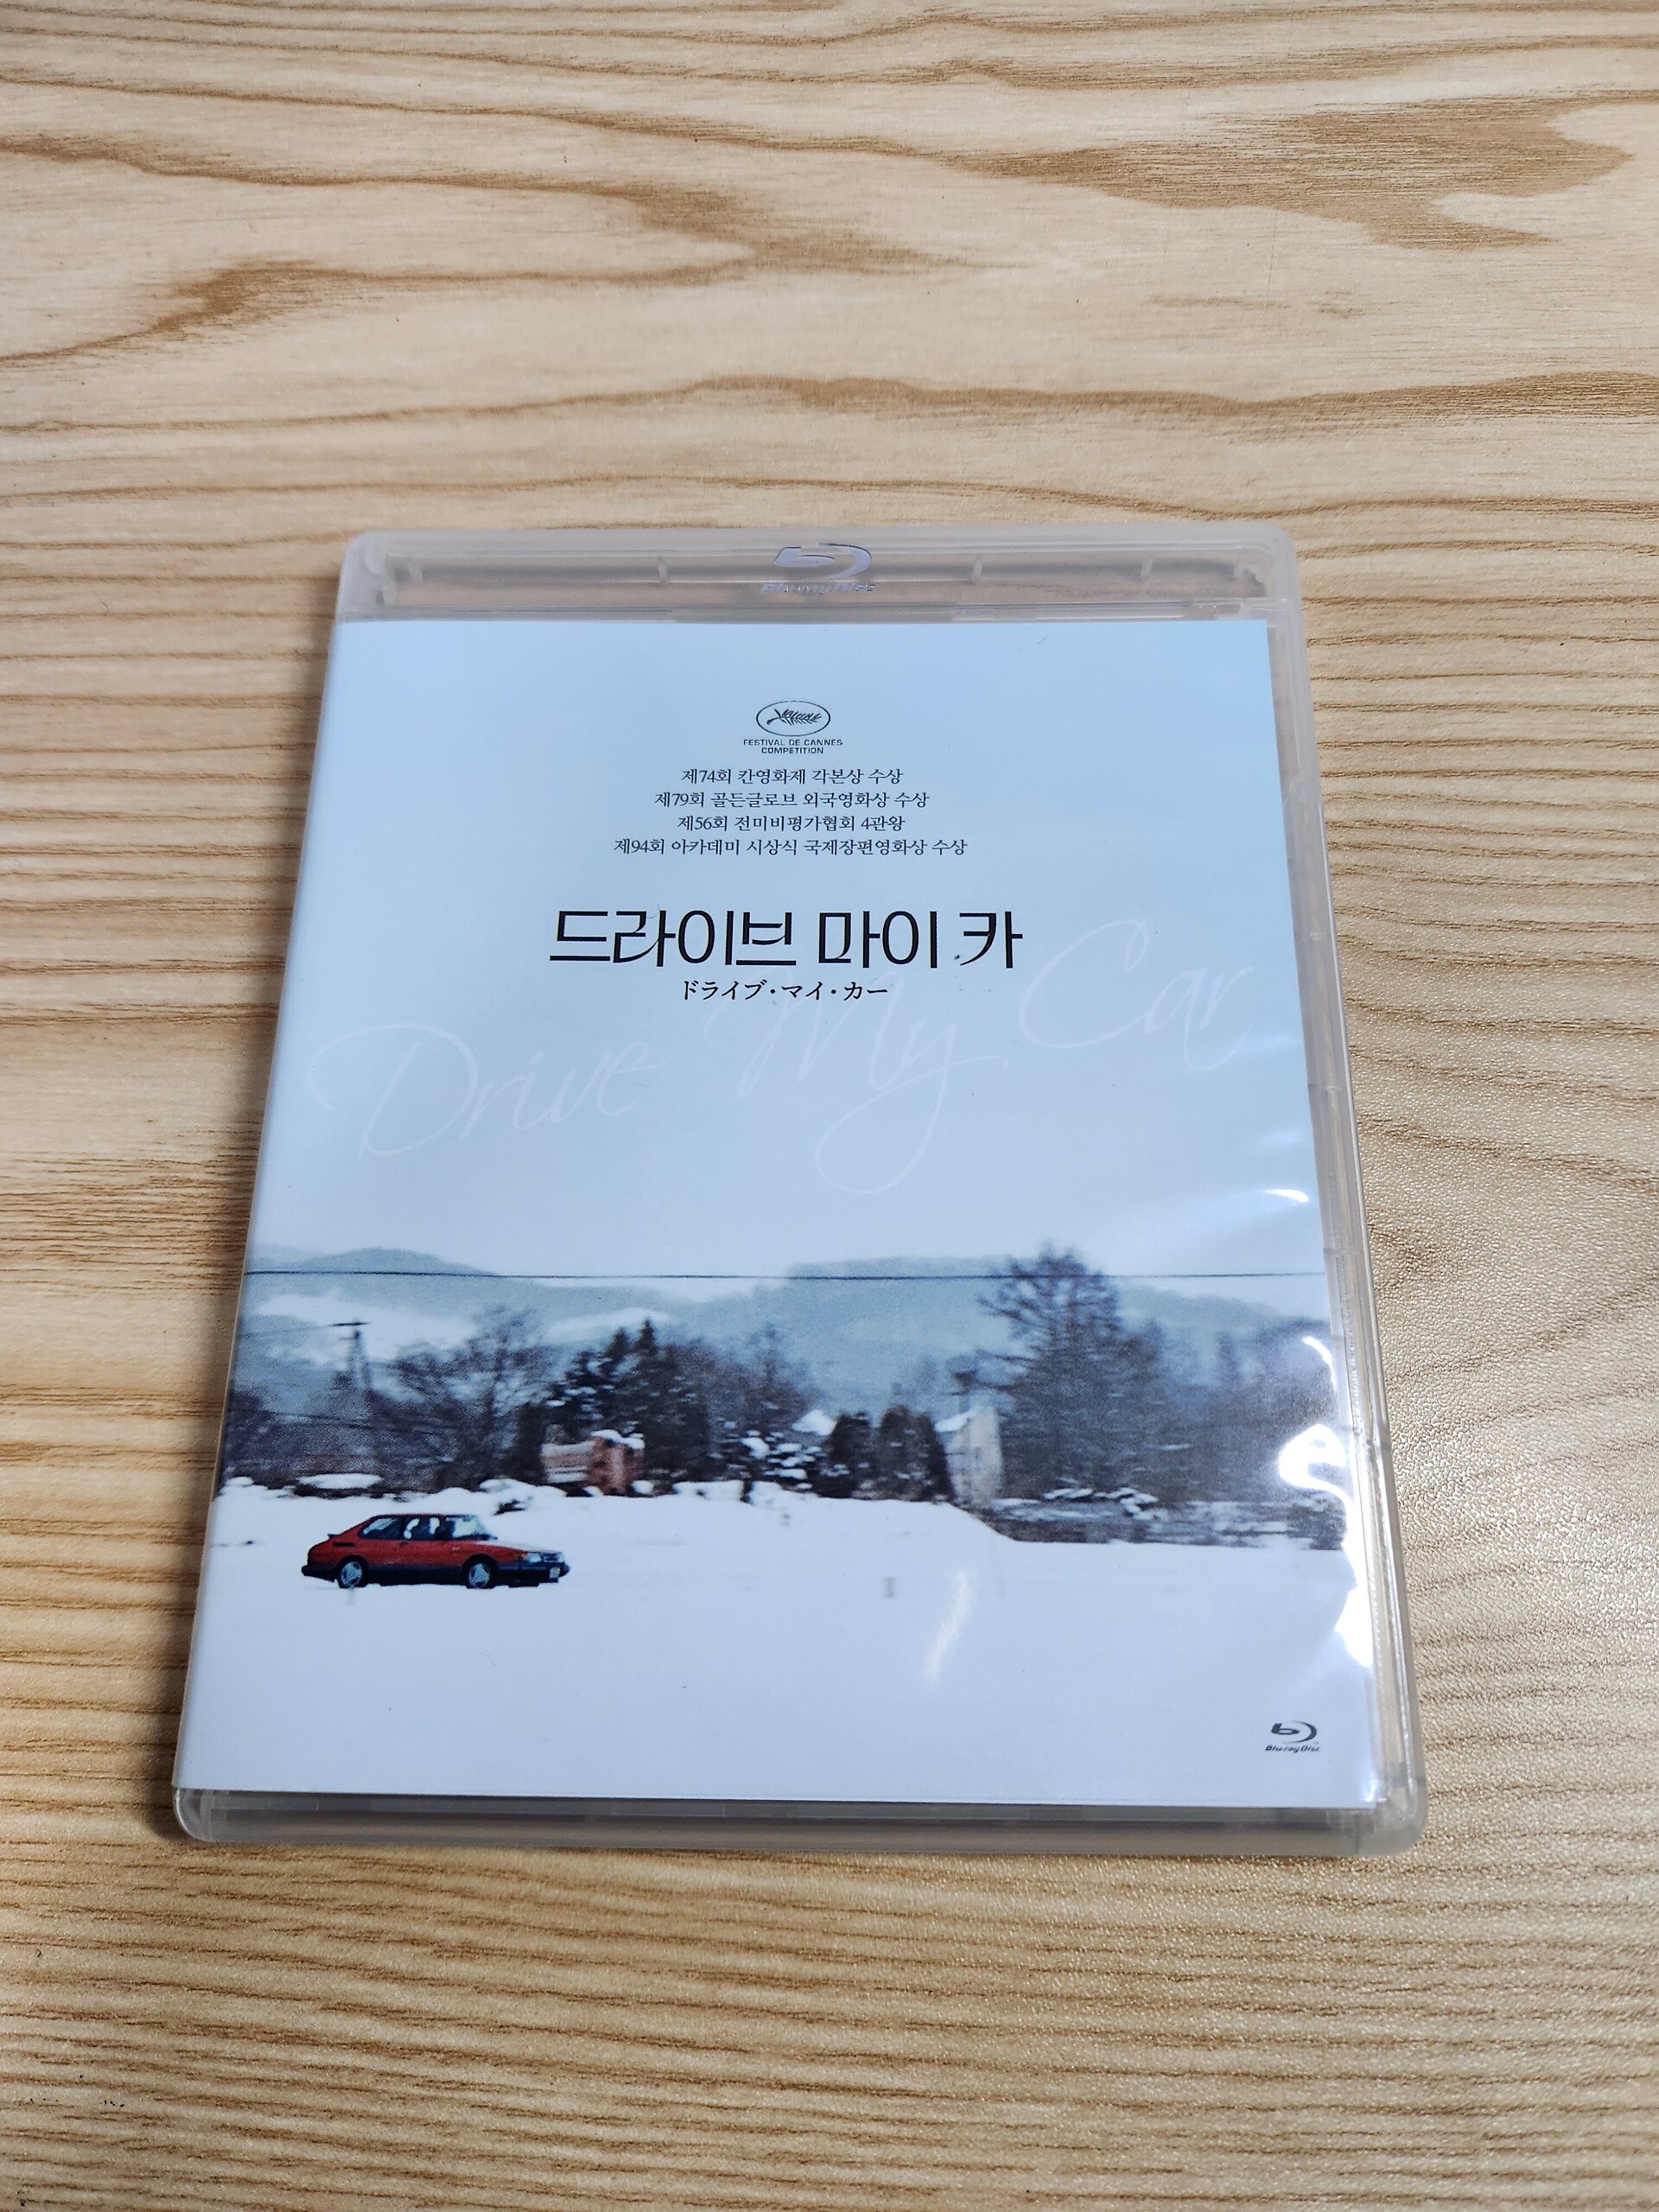 Blu-ray Disc
FESTIVAL DE CANNES
COMPETITION
제74회 칸영화제 각본상 수상
제79회 골든글로브 외국영화상 수상
제56회 전미비평가협회 4관왕
제94회 아카데미 시상식 국제장편영화상 수상
드라이브 마이 카
ドライブ・マイ・カー
Drive My Car
Blu-ray Disc